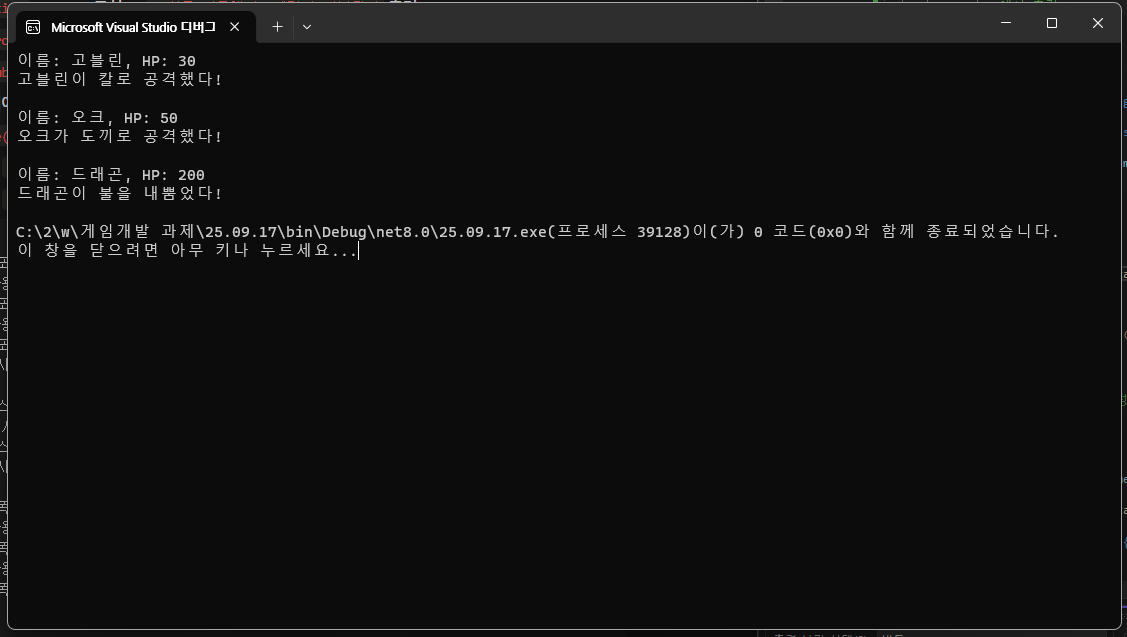 Microsoft Visual Studio 디버그
이름: 고블린, HP: 30
고블린이 칼로 공격했다!
이름: 오크, HP: 50
오크가 도끼로 공격했다!
이름: 드래곤, HP: 200
드래곤이 불을 내뿜었다!
C:\2\w\게임개발 과제\25.09.17\bin\Debug\net8.0\25.09.17.exe(프로세스 39128)이(가) 0 코드(0x0)와 함께 종료되었습니다.
이 창을 닫으려면 아무 키나 누르세요...